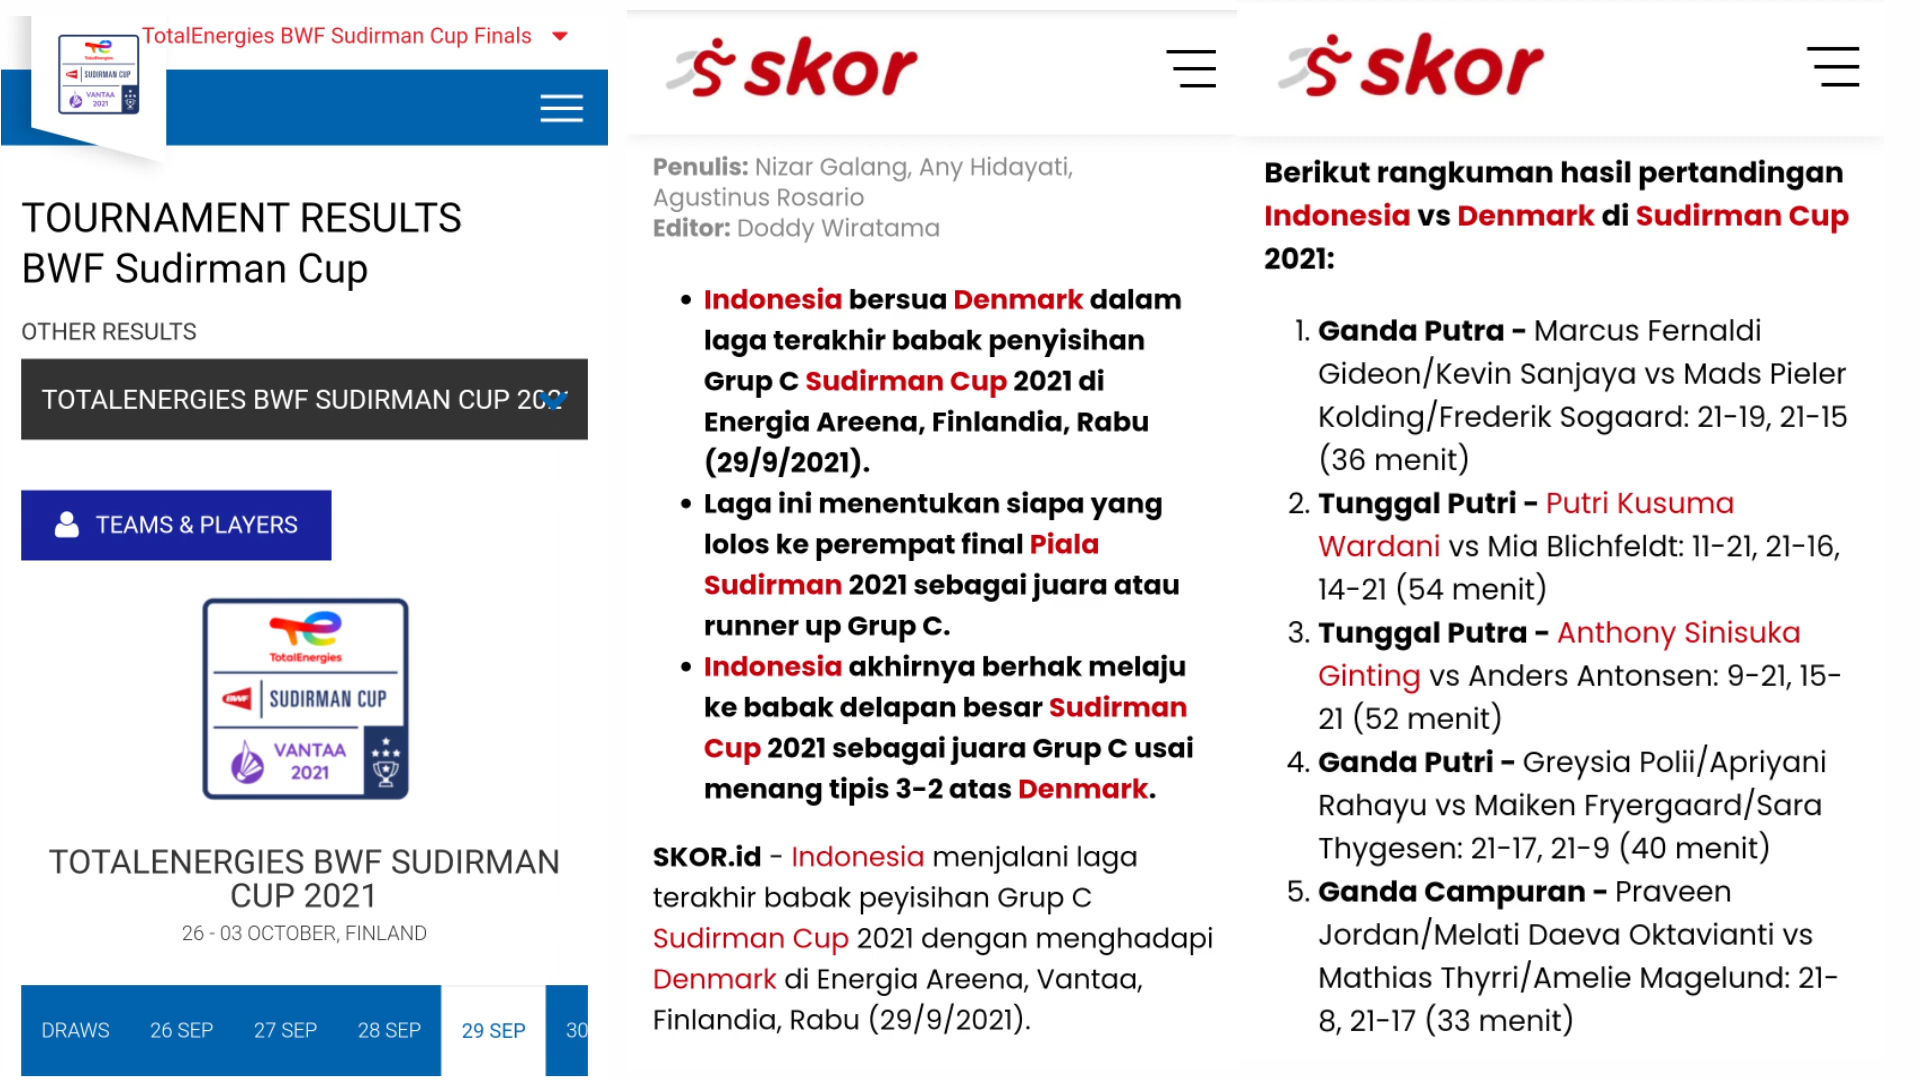 TotalEnergies BWF Sudirman Cup Finals
TotalEnergies
SUDIRMAN CUP
VANTAA
2021
TOURNAMENT RESULTS
BWF Sudirman Cup
OTHER RESULTS
TOTALENERGIES BWF SUDIRMAN CUP 202
TEAMS & PLAYERS
TotalEnergies
BWF SUDIRMAN CUP
VANTAA
2021
TOTALENERGIES BWF SUDIRMAN
CUP 2021
26 - 03 OCTOBER, FINLAND
DRAWS 26 SEP 27 SEP 28 SEP 29 SEP 30
skor
Penulis: Nizar Galang, Any Hidayati,
Agustinus Rosario
Editor: Doddy Wiratama
• Indonesia bersua Denmark dalam
laga terakhir babak penyisihan
Grup C Sudirman Cup 2021 di
Energia Areena, Finlandia, Rabu
(29/9/2021).
• Laga ini menentukan siapa yang
lolos ke perempat final Piala
Sudirman 2021 sebagai juara atau
runner up Grup C.
• Indonesia akhirnya berhak melaju
ke babak delapan besar Sudirman
Cup 2021 sebagai juara Grup C usai
menang tipis 3-2 atas Denmark.
SKOR.id - Indonesia menjalani laga
terakhir babak peyisihan Grup C
Sudirman Cup 2021 dengan menghadapi
Denmark di Energia Areena, Vantaa,
Finlandia, Rabu (29/9/2021).
skor
Berikut rangkuman hasil pertandingan
Indonesia vs Denmark di Sudirman Cup
2021:
1. Ganda Putra - Marcus Fernaldi
Gideon/Kevin Sanjaya vs Mads Pieler
Kolding/Frederik Sogaard: 21-19, 21-15
(36 menit)
2. Tunggal Putri - Putri Kusuma
Wardani vs Mia Blichfeldt: 11-21, 21-16,
14-21 (54 menit)
3. Tunggal Putra - Anthony Sinisuka
Ginting vs Anders Antonsen: 9-21, 15-
21 (52 menit)
4. Ganda Putri - Greysia Polii/Apriyani
Rahayu vs Maiken Fryergaard/Sara
Thygesen: 21-17, 21-9 (40 menit)
5. Ganda Campuran - Praveen
Jordan/Melati Daeva Oktavianti vs
Mathias Thyrri/Amelie Magelund: 21-
8, 21-17 (33 menit)